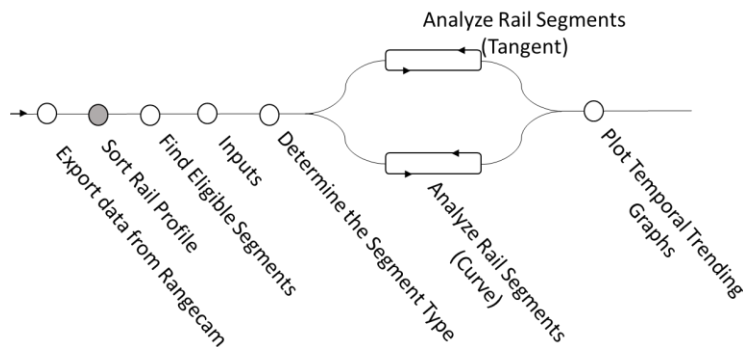 Analyze Rail Segments
(Tangent)
Export data from Rangecam
Sort Rail Profile
Find Eligible Segments
Inputs
Determine the Segment Type
Analyze Rail Segments
(Curve)
Plot Temporal Trending
Graphs